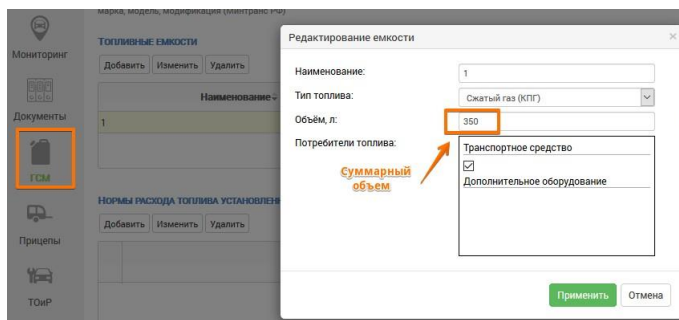 марка, модель, модификация (Минтранс РФ)
Мониторинг
Документы
ГСМ
Прицепы
ТОиР
ТОПЛИВНЫЕ ЕМКОСТИ
Добавить Изменить Удалить
Наименование
1
НОРМЫ РАСХОДА ТОПЛИВА УСТАНОВЛЕН
Добавить Изменить Удалить
Редактирование емкости ×
Наименование: 1
Тип топлива: Сжатый газ (КПГ)
Объём, л: 350
Потребители топлива:
Транспортное средство
Дополнительное оборудование
Суммарный
объем
Применить Отмена